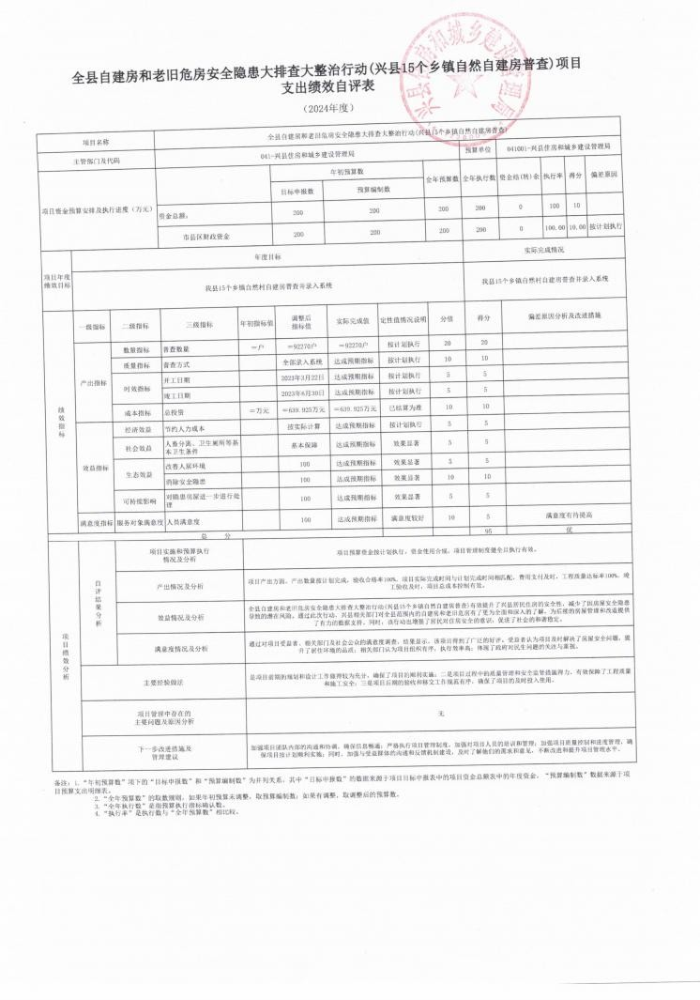 全县自建房和老旧危房安全隐患大排查大整治行动(兴县15个乡镇自然自建房普查)项目
支出绩效自评表
（2024年度）
项目名称 全县自建房和老旧危房安全隐患大排查大整治行动(兴县15个乡镇自然自建房普查)
主管部门及代码 041-兴县住房和城乡建设管理局 预算单位 041001-兴县住房和城乡建设管理局
项目资金预算安排及执行进度（万元） 年初预算数 全年预算数 全年执行数 资金结(转)余 执行率 得分 偏差原因
目标申报数 预算编制数
资金总额： 200 200 200 200 0 100 10
市县区财政资金 200 200 200 200 0 100.00 10.00 按计划执行
项目年度
绩效目标
年度目标 实际完成情况
我县15个乡镇自然村自建房普查并录入系统 我县15个乡镇自然村自建房普查并录入系统
绩效指标
一级指标 二级指标 三级指标 年初指标值 调整后
指标值 实际完成值 定性值情况说明 分值 得分 偏差原因分析及改进措施
产出指标 数量指标 普查数量 =户 =92270户 =92270户 按计划执行 20 20
质量指标 普查方式 全部录入系统 达成预期指标 按计划执行 10 10
时效指标 开工日期 2023年3月22日 达成预期指标 按计划执行 5 5
竣工日期 2023年6月30日 达成预期指标 按计划执行 5 5
成本指标 总投资 =万元 =639.925万元 =639.925万元 已结算为准 10 10
效益指标 经济效益 节约人力成本 按实际计算 达成预期指标 按计划执行 5 5
社会效益 人畜分离、卫生厕所等基
本卫生条件 基本保障 达成预期指标 效果显著 5 5
生态效益 改善人居环境 100 达成预期指标 效果显著 5 5
消除安全隐患 100 达成预期指标 效果显著 10 10
可持续影响 对隐患房屋进一步进行处
理 100 达成预期指标 效果显著 5 5
满意度指标 服务对象满意度 人员满意度 100 达成预期指标 满意度较好 10 5 满意度有待提高
总 分 95 优
项目绩效分析
自评结果分析
项目实施和预算执行
情况及分析
项目预算资金按计划执行，资金使用合规，项目管理制度健全且执行有效。
产出情况及分析
项目产出方面，产出数量按计划完成，验收合格率100%，项目实际完成时间与计划完成时间相匹配，费用支付及时，工程质量达标率100%，竣
工验收及时，项目总成本控制有效。
效益情况及分析
全县自建房和老旧危房安全隐患大排查大整治行动(兴县15个乡镇自然自建房普查)有效提升了兴县居民住房的安全性，减少了因房屋安全隐患
导致的潜在风险。通过此次行动，兴县相关部门对全县范围内的自建房和老旧危房有了更为全面和深入的了解，为后续的房屋管理和改造提供
了有力的数据支持。同时，该行动也增强了居民对住房安全的意识，促进了社会的和谐稳定。
满意度情况及分析
通过对项目受益者、相关部门及社会公众的满意度调查，结果显示，该项目得到了广泛的好评。受益者认为项目及时解决了房屋安全问题，提
升了居住环境的品质；相关部门认为项目组织有序，执行效率高；体现了政府对民生问题的关注与重视。
主要经验做法
是项目前期的规划和设计工作做得较为充分，确保了项目的顺利实施；二是项目过程中的质量管理和安全监管措施得力，有效保障了工程质量
和施工安全；三是项目后期的验收和移交工作规范有序，确保了项目的及时投入使用。
项目管理中存在的
主要问题及原因分析
无
下一步改进措施及
管理建议
加强项目团队内部的沟通和协调，确保信息畅通；严格执行项目管理制度，加强对项目人员的培训和管理；加强项目质量控制和进度管理，确
保项目按计划顺利实施；同时，加强与受益群体的沟通和反馈机制建设，及时了解他们的需求和意见，不断改进和提升项目管理水平。
备注：1.“年初预算数”项下的“目标申报数”和“预算编制数”为并列关系，其中“目标申报数”的数据来源于项目目标申报表中的项目资金总额表中的年度资金，“预算编制数”数据来源于项
目预算支出明细表。
2.“全年预算数”的取数规则，如果年初预算未调整，取预算编制数；如果有调整，取调整后的预算数。
3.“全年执行数”是指预算执行指标确认数。
4.“执行率”是执行数与“全年预算数”相比较。
兴县住房和城乡建设管理局